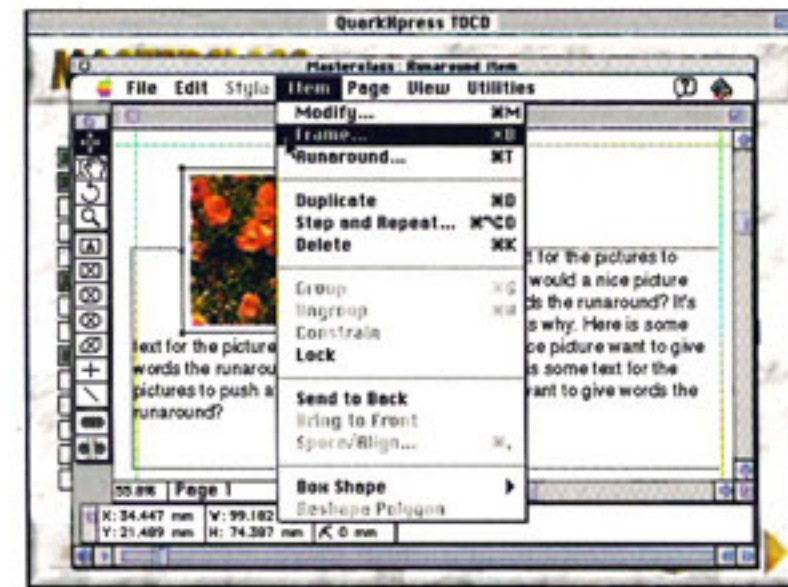 QuarkXpress TOCD
MASTERCLASS
Masterclass: Runaround Item
File Edit Style Item Page View Utilities
Modify... ⌘M
Frame... ⌘B
Runaround... ⌘T
Duplicate ⌘D
Step and Repeat... ⌘⌥D
Delete ⌘K
Group ⌘G
Ungroup ⌘U
Constrain
Lock
Send to Back
Bring to Front
Space/Align... ⌘,
Box Shape
Reshape Polygon
t for the pictures to
would a nice picture
ds the runaround? It's
s why. Here is some
text for the picture ce picture want to give
words the runarou s some text for the
pictures to push a rant to give words the
runaround?
55.8% Page 1
X: 34.447 mm W: 99.182
Y: 21.489 mm H: 74.387 mm 0 mm